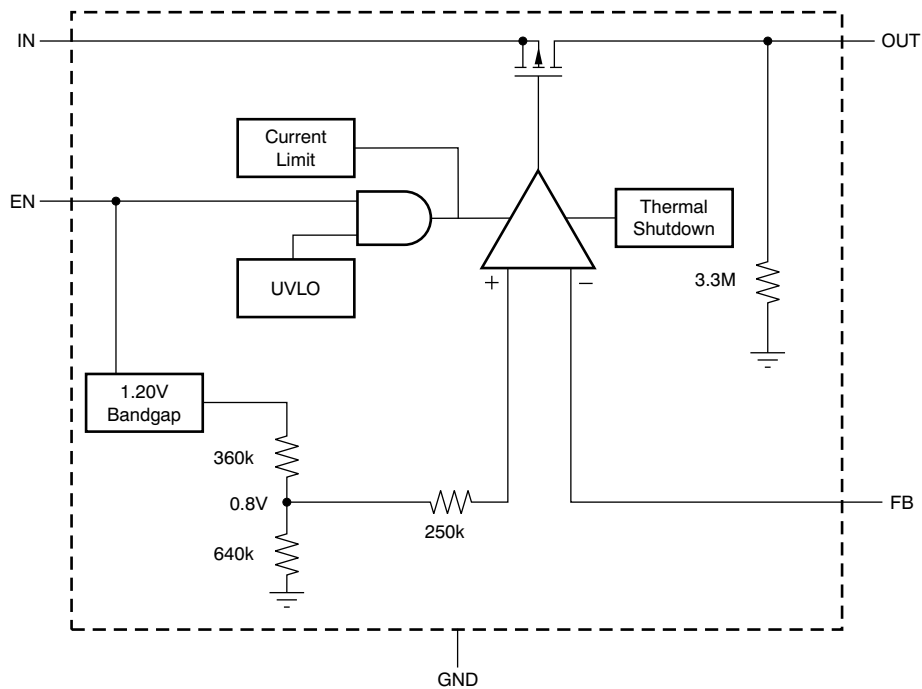 IN
OUT
Current
Limit
EN
Thermal
Shutdown
UVLO
+
−
3.3M
1.20V
Bandgap
360k
0.8V
250k
FB
640k
GND